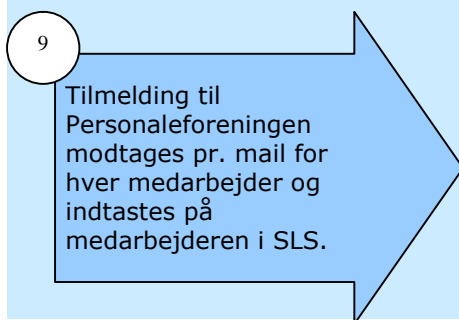 9
Tilmelding til
Personaleforeningen
modtages pr. mail for
hver medarbejder og
indtastes på
medarbejderen i SLS.